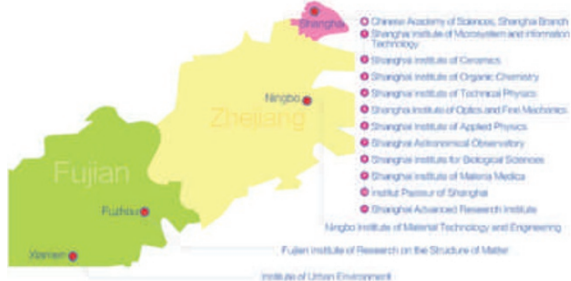 Shanghai
Chinese Academy of Sciences, Shanghai Branch
Shanghai Institute of Microsystem and Information
Technology
Shanghai Institute of Ceramics
Shanghai Institute of Organic Chemistry
Shanghai Institute of Technical Physics
Shanghai Institute of Optics and Fine Mechanics
Shanghai Institute of Applied Physics
Shanghai Astronomical Observatory
Shanghai Institute for Biological Sciences
Shanghai Institute of Materia Medica
Institut Pasteur of Shanghai
Shanghai Advanced Research Institute
Ningbo
Zhejiang
Ningbo Institute of Material Technology and Engineering
Fujian
Fuzhou
Fujian Institute of Research on the Structure of Matter
Xiamen
Institute of Urban Environment